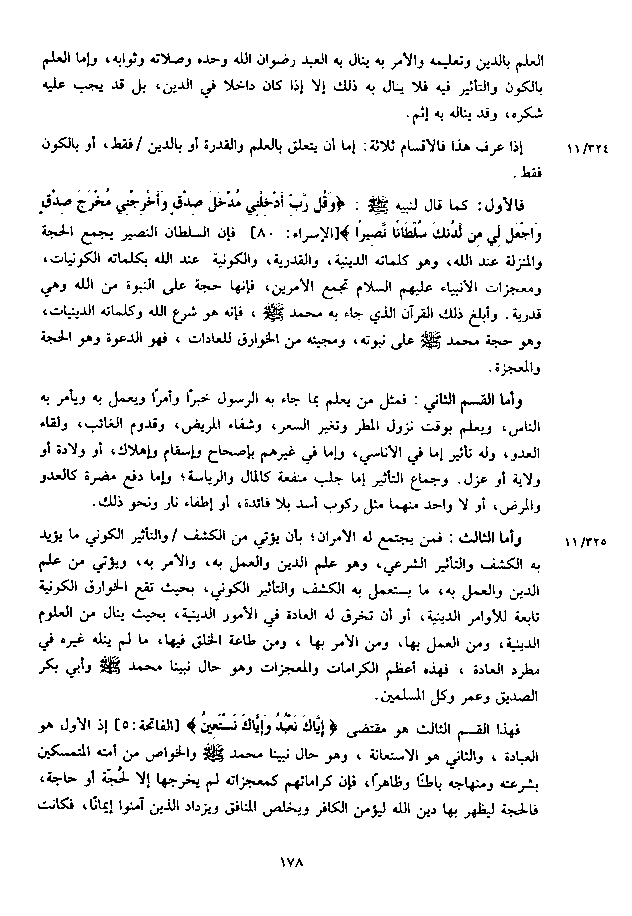 العلم بالدين وتعليمه والأمر به ينال به العبد رضوان الله وحده وصلاته وثوابه، وإما العلم
بالكون والتأثير فيه فلا ينال به ذلك إلا إذا كان داخلا في الدين، بل قد يجب عليه
شكره، وقد يناله به إثم.
١١/٣٢٤ إذا عرف هذا فالأقسام ثلاثة: إما أن يتعلق بالعلم والقدرة أو بالدين /فقط، أو بالكون
فقط.
فالأول: كما قال لنبيه ﷺ : ﴿وَقُل رَّبِّ أَدْخِلْنِي مُدْخَلَ صِدْقٍ وَأَخْرِجْنِي مُخْرَجَ صِدْقٍ
وَاجْعَل لِّي مِن لَّدُنكَ سُلْطَانًا نَّصِيرًا ﴾[الإسراء: ٨٠] فإن السلطان النصير يجمع الحجة
والمنزلة عند الله، وهو كلماته الدينية، والقدرية، والكونية عند الله بكلماته الكونيات،
ومعجزات الأنبياء عليهم السلام تجمع الأمرين، فإنها حجة على النبوة من الله وهي
قدرية. وأبلغ ذلك القرآن الذي جاء به محمد ﷺ ، فإنه هو شرع الله وكلماته الدينيات،
وهو حجة محمد ﷺ على نبوته، ومجيئه من الخوارق للعادات ، فهو الدعوة وهو الحجة
والمعجزة.
وأما القسم الثاني : فمثل من يعلم بما جاء به الرسول خبرًا وأمرًا ويعمل به ويأمر به
الناس، ويعلم بوقت نزول المطر وتغير السعر، وشفاء المريض، وقدوم الغائب، ولقاء
العدو، وله تأثير إما في الأناسي، وإما في غيرهم بإصحاح وإسقام وإهلاك، أو ولادة أو
ولاية أو عزل. وجماع التأثير إما جلب منفعة كالمال والرياسة؛ وإما دفع مضرة كالعدو
والمرض، أو لا واحد منهما مثل ركوب أسد بلا فائدة، أو إطفاء نار ونحو ذلك.
١١/٣٢٥ وأما الثالث : فمن يجتمع له الأمران؛ بأن يؤتي من الكشف /والتأثير الكوني ما يؤيد
به الكشف والتأثير الشرعي، وهو علم الدين والعمل به، والأمر به، ويؤتي من علم
الدين والعمل به، ما يستعمل به الكشف والتأثير الكوني، بحيث تقع الخوارق الكونية
تابعة للأوامر الدينية، أو أن تخرق له العادة في الأمور الدينية، بحيث ينال من العلوم
الدينية، ومن العمل بها، ومن الأمر بها ، ومن طاعة الخلق فيها، ما لم ينله غيره في
مطرد العادة ، فهذه أعظم الكرامات والمعجزات وهو حال نبينا محمد ﷺ وأبي بكر
الصديق وعمر وكل المسلمين.
فهذا القسم الثالث هو مقتضى ﴿ إِيَّاكَ نَعْبُدُ وَإِيَّاكَ نَسْتَعِينُ ﴾ [الفاتحة:٥] إذ الأول هو
العبادة ، والثاني هو الاستعانة ، وهو حال نبينا محمد ﷺ والخواص من أمته المتمسكين
بشرعته ومنهاجه باطنًا وظاهرًا، فإن كراماتهم كمعجزاته لم يخرجها إلا لحُجّة أو حاجة،
فالحجة ليظهر بها دين الله ليؤمن الكافر ويخلص المنافق ويزداد الذين آمنوا إيمانًا، فكانت
١٧٨